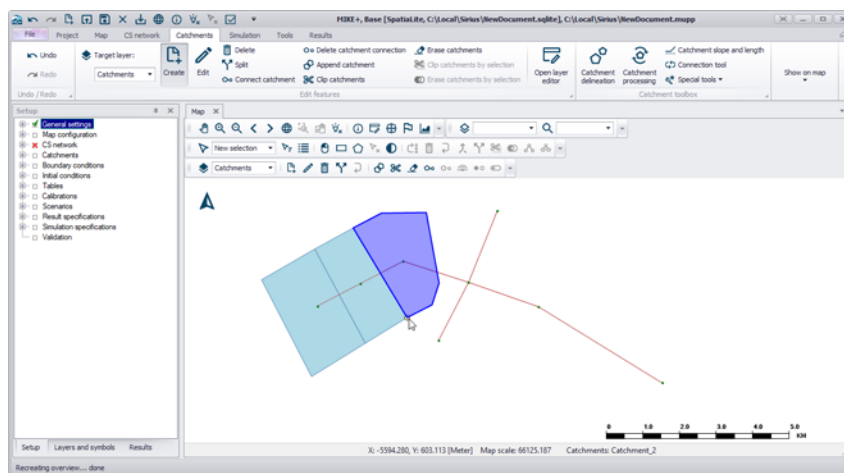 MIKE+, Base [SpatiaLite, C:\Local\Sirius\NewDocument.sqlite], C:\Local\Sirius\NewDocument.mupp
File Project Map CS network Catchments Simulation Tools Results
Undo
Redo
Undo / Redo
Target layer:
Catchments
Create
Edit
Delete
Split
Connect catchment
Delete catchment connection
Append catchment
Clip catchments
Erase catchments
Clip catchments by selection
Erase catchments by selection
Edit features
Open layer
editor
Catchment
delineation
Catchment
processing
Catchment slope and length
Connection tool
Special tools
Catchment toolbox
Show on map
Setup
General settings
Map configuration
CS network
Catchments
Boundary conditions
Initial conditions
Tables
Calibrations
Scenarios
Result specifications
Simulation specifications
Validation
Map
New selection
Catchments
0 1.0 2.0 3.0 4.0 5.0
KM
Setup Layers and symbols Results
X: -5594.280, Y: 603.113 [Meter] Map scale: 66125.187 Catchments: Catchment_2
Recreating overview.... done